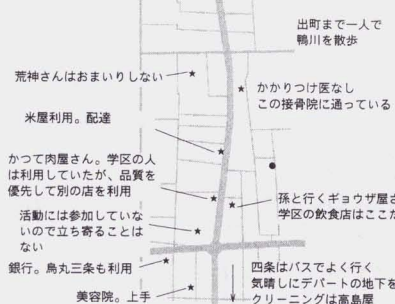 出町まで一人で
鴨川を散歩
荒神さんはおまいりしない
かかりつけ医なし
この接骨院に通っている
米屋利用。配達
かつて肉屋さん。学区の人
は利用していたが、品質を
優先して別の店を利用
孫と行くギョウザ屋さ
学区の飲食店はここだ
活動には参加していな
いので立ち寄ることは
ない
銀行。烏丸三条も利用
四条はバスでよく行く
気晴しにデパートの地下を
クリーニングは高島屋
美容院。上手